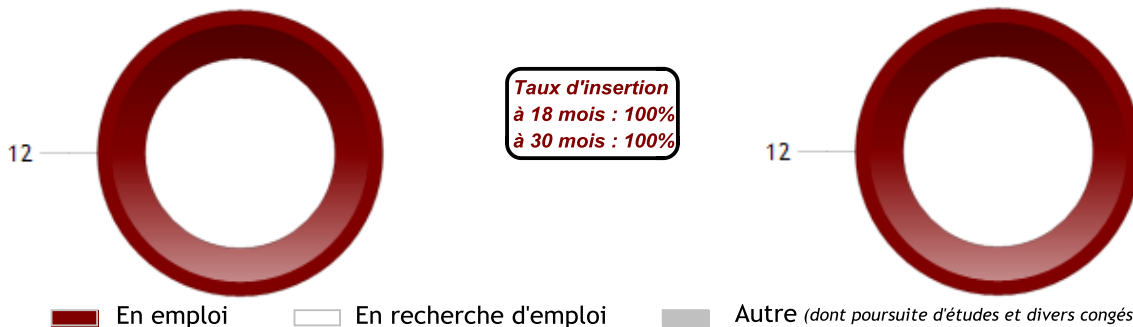 12
Taux d'insertion
à 18 mois : 100%
à 30 mois : 100%
12
En emploi
En recherche d'emploi
Autre (dont poursuite d'études et divers congés